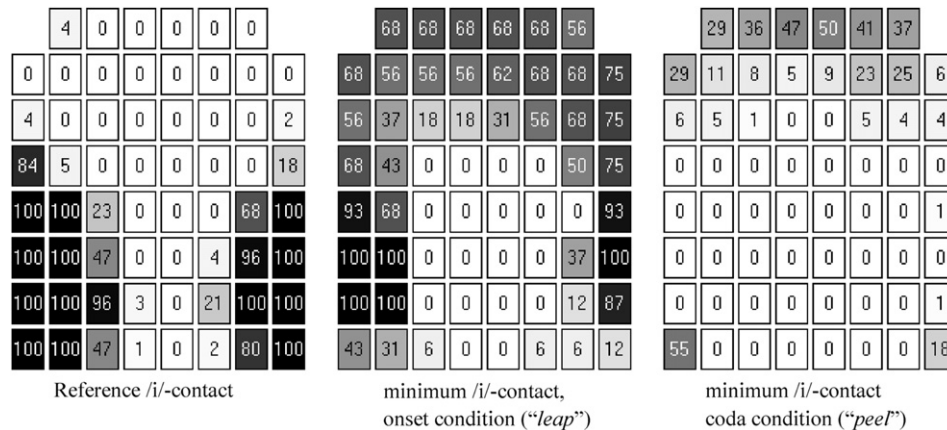 4 0 0 0 0 0
0 0 0 0 0 0 0 0
4 0 0 0 0 0 0 2
84 5 0 0 0 0 0 18
100 100 23 0 0 0 68 100
100 100 47 0 0 4 96 100
100 100 96 3 0 21 100 100
100 100 47 1 0 2 80 100
Reference /i/-contact
68 68 68 68 68 56
68 56 56 56 62 68 68 75
56 37 18 18 31 56 68 75
68 43 0 0 0 0 50 75
93 68 0 0 0 0 0 93
100 100 0 0 0 0 37 100
100 100 0 0 0 0 12 87
43 31 6 0 0 6 6 12
minimum /i/-contact,
onset condition ("leap")
29 36 47 50 41 37
29 11 8 5 9 23 25 6
6 5 1 0 0 5 4 4
0 0 0 0 0 0 0 0
0 0 0 0 0 0 0 1
0 0 0 0 0 0 0 0
0 0 0 0 0 0 0 1
55 0 0 0 0 0 0 18
minimum /i/-contact
coda condition ("peel")